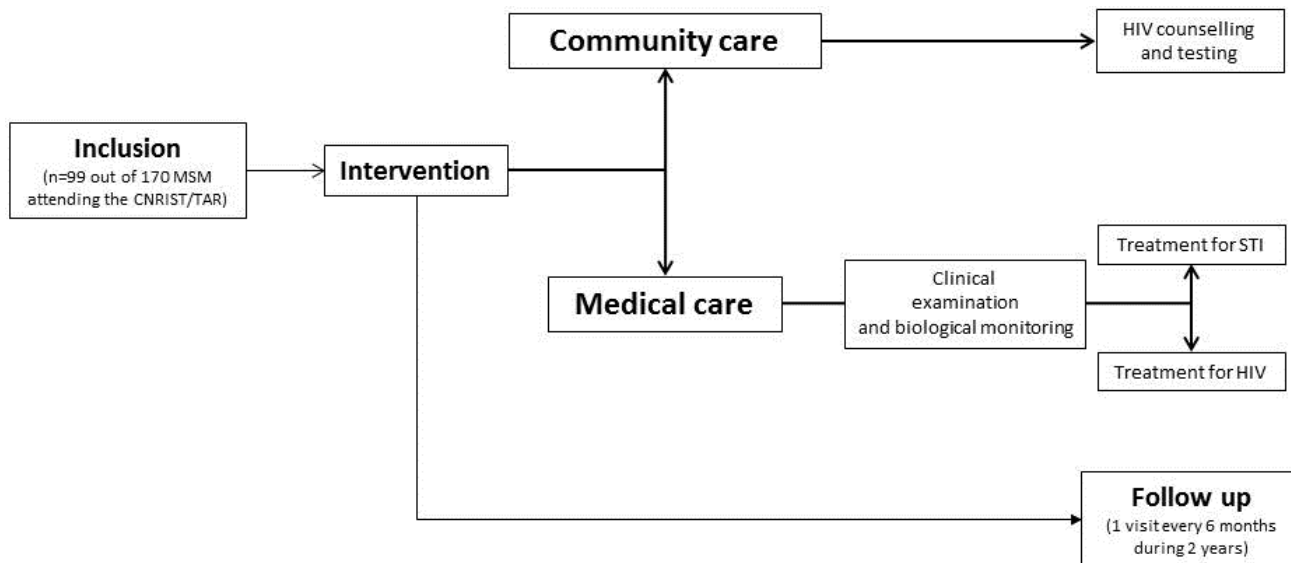 Community care
HIV counselling
and testing
Inclusion
(n=99 out of 170 MSM
attending the CNRIST/TAR)
Intervention
Medical care
Clinical
examination
and biological monitoring
Treatment for STI
Treatment for HIV
Follow up
(1 visit every 6 months
during 2 years)